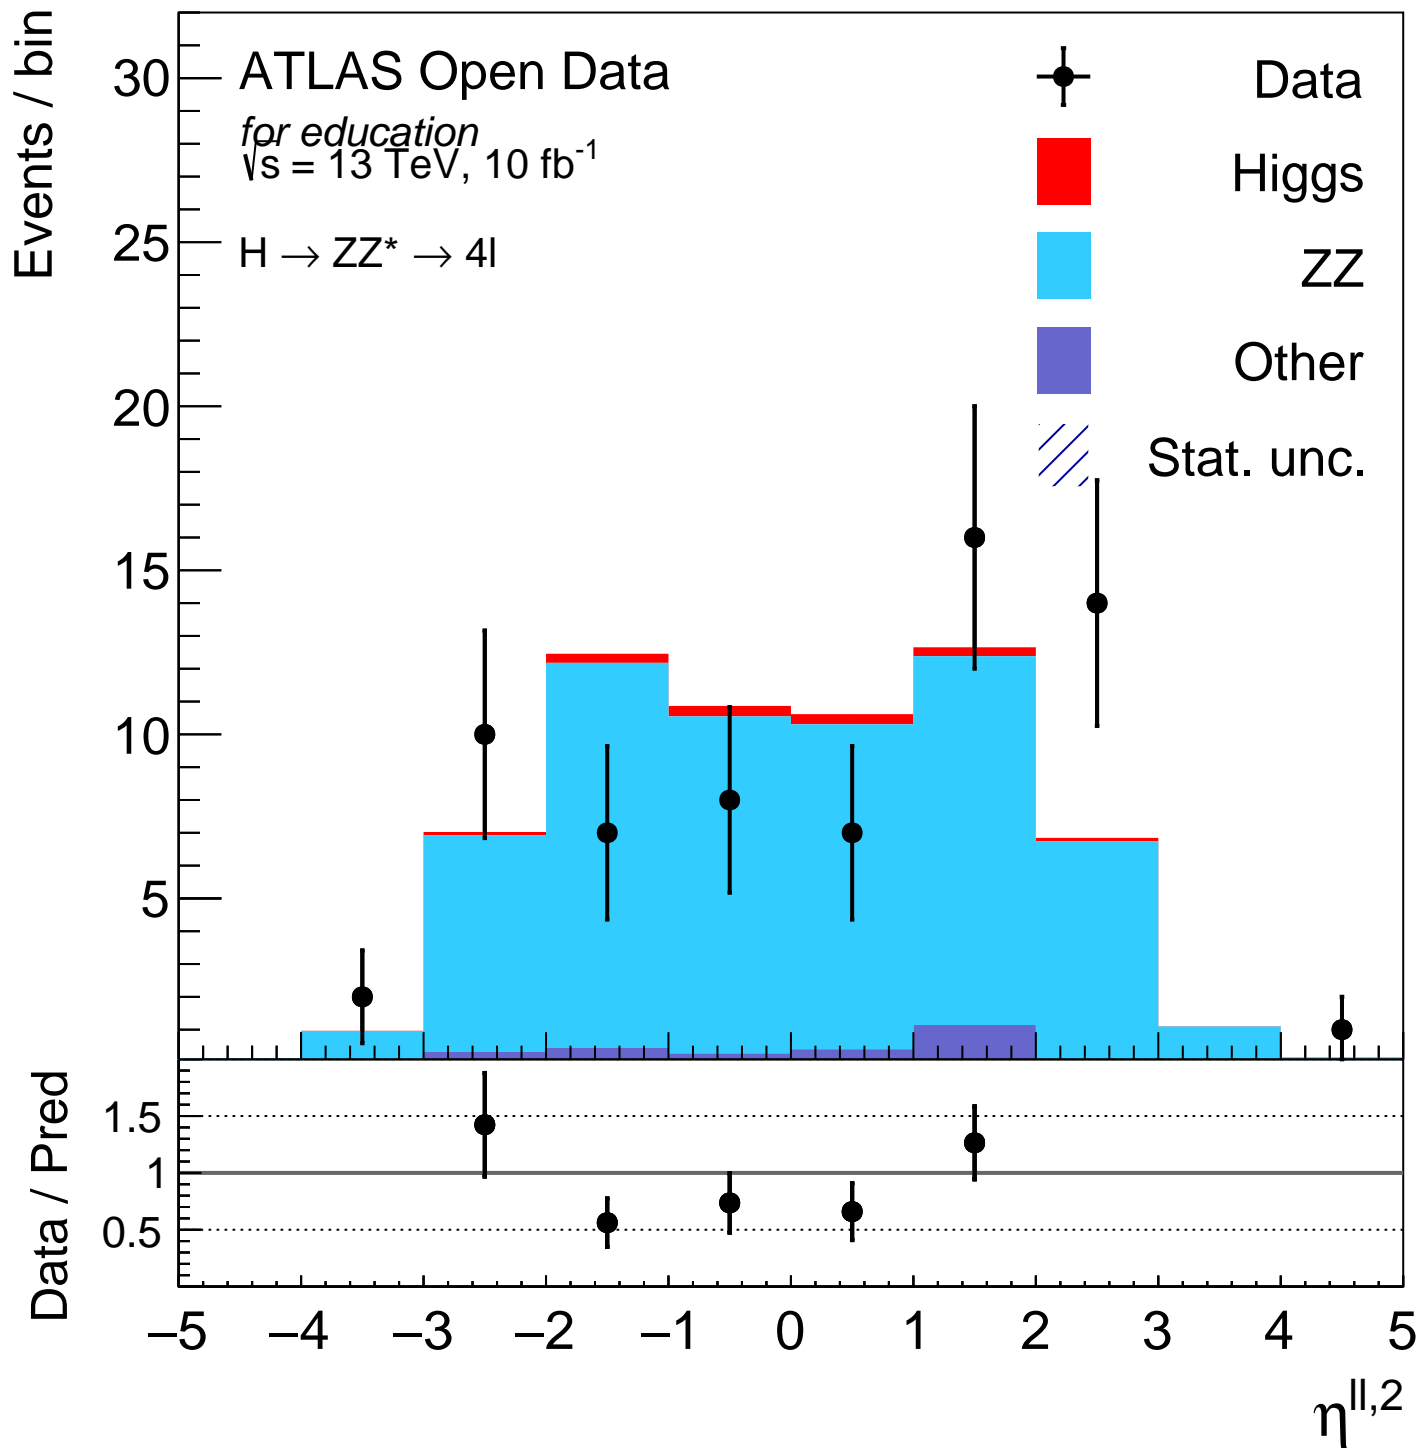 Events / bin
30
25
20
15
10
5
ATLAS Open Data
for education
√s = 13 TeV, 10 fb-1
H → ZZ* → 4l
Data
Higgs
ZZ
Other
Stat. unc.
Data / Pred
1.5
1
0.5
–5 –4 –3 –2 –1 0 1 2 3 4 5
ηll,2